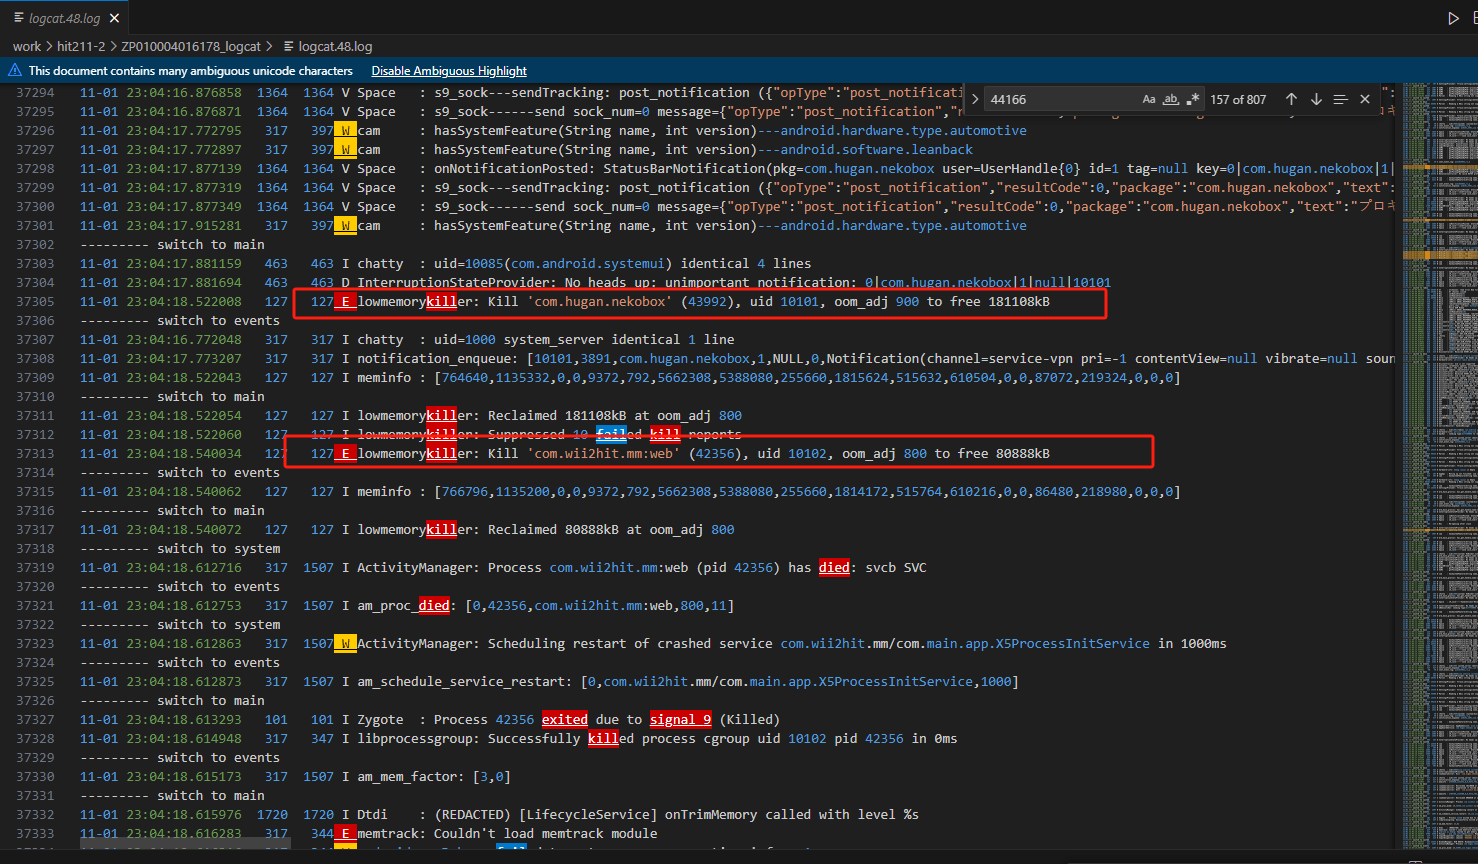 logcat.48.log
work > hit211-2 > ZP010004016178_logcat > logcat.48.log
This document contains many ambiguous unicode characters Disable Ambiguous Highlight
44166 Aa ab .* 157 of 807
37294 11-01 23:04:16.876858 1364 1364 V Space : s9_sock---sendTracking: post_notification ({"opType":"post_notificati
37295 11-01 23:04:16.876871 1364 1364 V Space : s9_sock------send sock_num=0 message={"opType":"post_notification","re
37296 11-01 23:04:17.772795 317 397 W cam : hasSystemFeature(String name, int version)---android.hardware.type.automotive
37297 11-01 23:04:17.772897 317 397 W cam : hasSystemFeature(String name, int version)---android.software.leanback
37298 11-01 23:04:17.877139 1364 1364 V Space : onNotificationPosted: StatusBarNotification(pkg=com.hugan.nekobox user=UserHandle{0} id=1 tag=null key=0|com.hugan.nekobox|1|
37299 11-01 23:04:17.877319 1364 1364 V Space : s9_sock---sendTracking: post_notification ({"opType":"post_notification","resultCode":0,"package":"com.hugan.nekobox","text":
37300 11-01 23:04:17.877349 1364 1364 V Space : s9_sock------send sock_num=0 message={"opType":"post_notification","resultCode":0,"package":"com.hugan.nekobox","text":"プロキ
37301 11-01 23:04:17.915281 317 397 W cam : hasSystemFeature(String name, int version)---android.hardware.type.automotive
37302 --------- switch to main
37303 11-01 23:04:17.881159 463 463 I chatty : uid=10085(com.android.systemui) identical 4 lines
37304 11-01 23:04:17.881694 463 463 D InterruptionStateProvider: No heads up: unimportant notification: 0|com.hugan.nekobox|1|null|10101
37305 11-01 23:04:18.522008 127 127 E lowmemorykiller: Kill 'com.hugan.nekobox' (43992), uid 10101, oom_adj 900 to free 181108kB
37306 --------- switch to events
37307 11-01 23:04:16.772048 317 317 I chatty : uid=1000 system_server identical 1 line
37308 11-01 23:04:17.773207 317 317 I notification_enqueue: [10101,3891,com.hugan.nekobox,1,NULL,0,Notification(channel=service-vpn pri=-1 contentView=null vibrate=null soun
37309 11-01 23:04:18.522043 127 127 I meminfo : [764640,1135332,0,0,9372,792,5662308,5388080,255660,1815624,515632,610504,0,0,87072,219324,0,0,0]
37310 --------- switch to main
37311 11-01 23:04:18.522054 127 127 I lowmemorykiller: Reclaimed 181108kB at oom_adj 800
37312 11-01 23:04:18.522060 127 127 I lowmemorykiller: Suppressed 10 failed kill reports
37313 11-01 23:04:18.540034 127 127 E lowmemorykiller: Kill 'com.wii2hit.mm:web' (42356), uid 10102, oom_adj 800 to free 80888kB
37314 --------- switch to events
37315 11-01 23:04:18.540062 127 127 I meminfo : [766796,1135200,0,0,9372,792,5662308,5388080,255660,1814172,515764,610216,0,0,86480,218980,0,0,0]
37316 --------- switch to main
37317 11-01 23:04:18.540072 127 127 I lowmemorykiller: Reclaimed 80888kB at oom_adj 800
37318 --------- switch to system
37319 11-01 23:04:18.612716 317 1507 I ActivityManager: Process com.wii2hit.mm:web (pid 42356) has died: svcb SVC
37320 --------- switch to events
37321 11-01 23:04:18.612753 317 1507 I am_proc_died: [0,42356,com.wii2hit.mm:web,800,11]
37322 --------- switch to system
37323 11-01 23:04:18.612863 317 1507 W ActivityManager: Scheduling restart of crashed service com.wii2hit.mm/com.main.app.X5ProcessInitService in 1000ms
37324 --------- switch to events
37325 11-01 23:04:18.612873 317 1507 I am_schedule_service_restart: [0,com.wii2hit.mm/com.main.app.X5ProcessInitService,1000]
37326 --------- switch to main
37327 11-01 23:04:18.613293 101 101 I Zygote : Process 42356 exited due to signal 9 (Killed)
37328 11-01 23:04:18.614948 317 347 I libprocessgroup: Successfully killed process cgroup uid 10102 pid 42356 in 0ms
37329 --------- switch to events
37330 11-01 23:04:18.615173 317 1507 I am_mem_factor: [3,0]
37331 --------- switch to main
37332 11-01 23:04:18.615976 1720 1720 I Dtdi : (REDACTED) [LifecycleService] onTrimMemory called with level %s
37333 11-01 23:04:18.616283 317 344 E memtrack: Couldn't load memtrack module